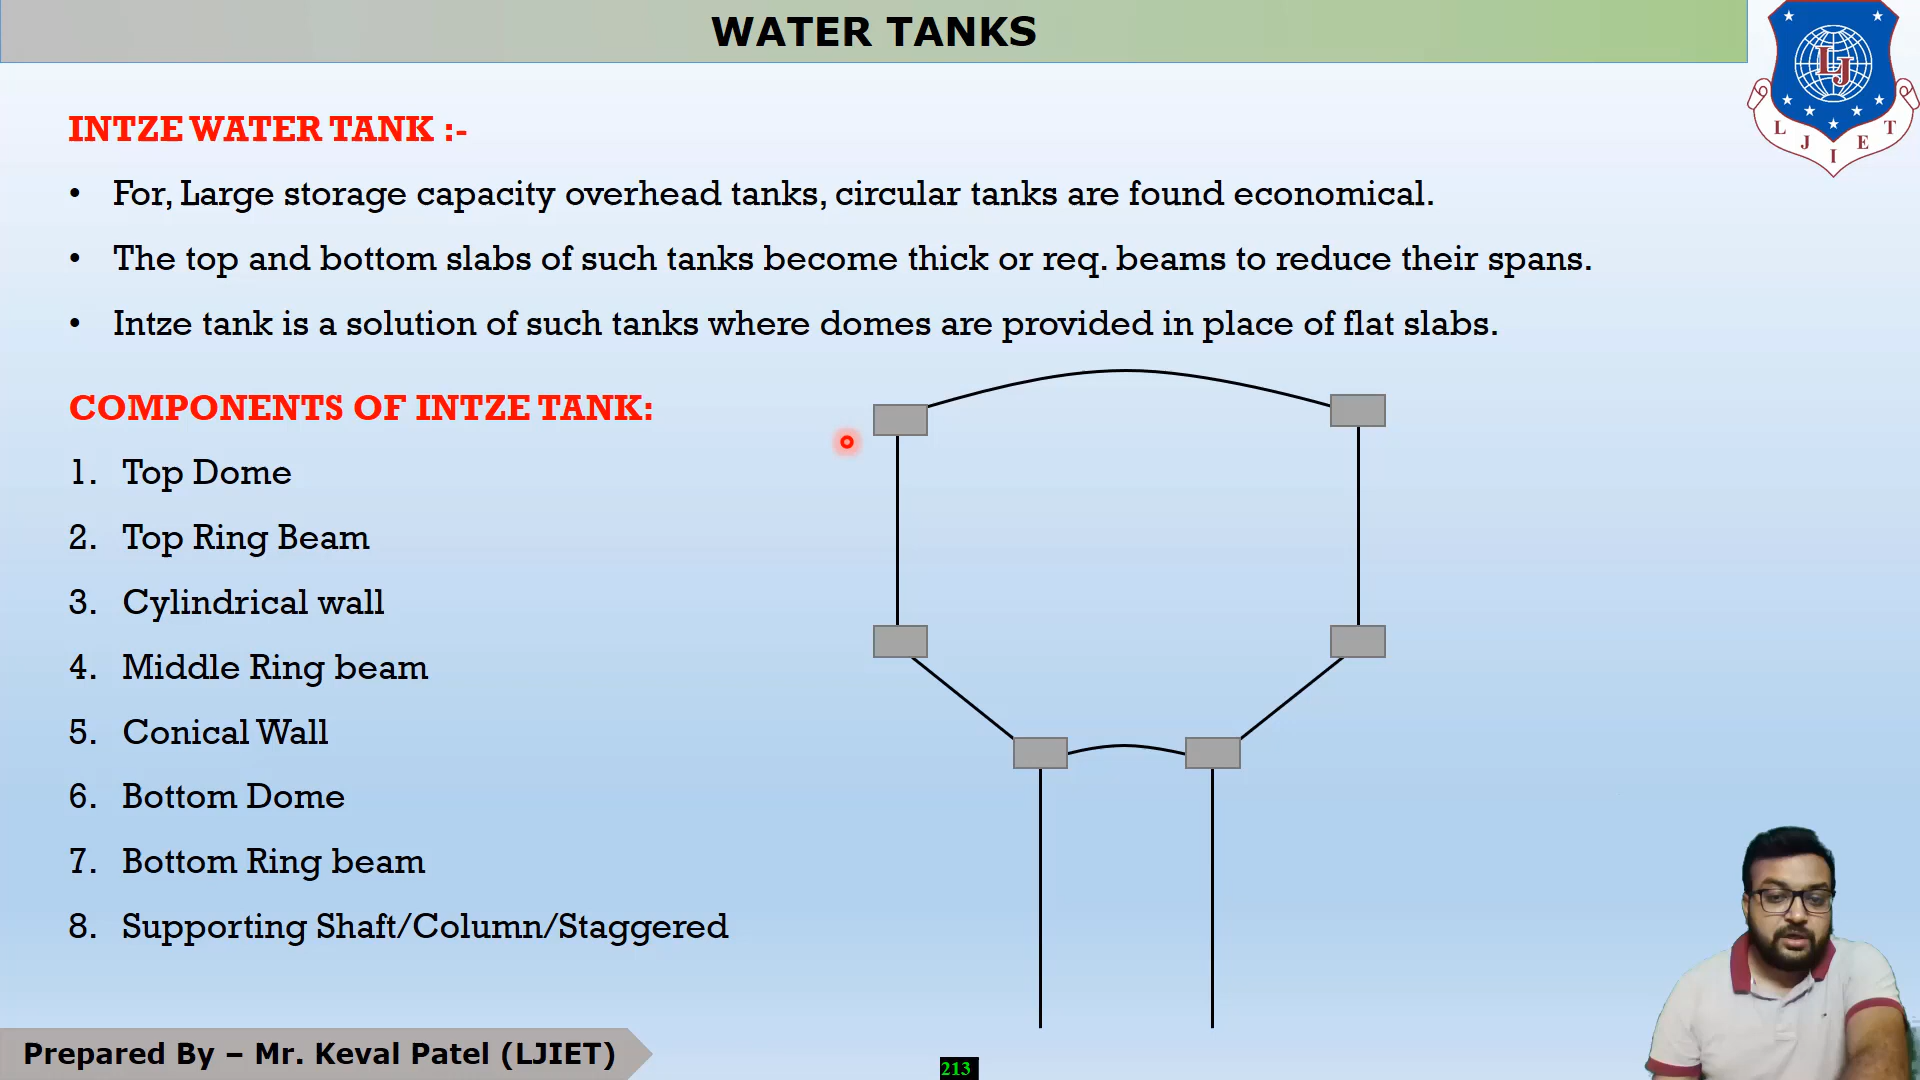 WATER TANKS
LJ
L J I E T
INTZE WATER TANK :-
• For, Large storage capacity overhead tanks, circular tanks are found economical.
• The top and bottom slabs of such tanks become thick or req. beams to reduce their spans.
• Intze tank is a solution of such tanks where domes are provided in place of flat slabs.
COMPONENTS OF INTZE TANK:
1. Top Dome
2. Top Ring Beam
3. Cylindrical wall
4. Middle Ring beam
5. Conical Wall
6. Bottom Dome
7. Bottom Ring beam
8. Supporting Shaft/Column/Staggered
Prepared By – Mr. Keval Patel (LJIET)
213